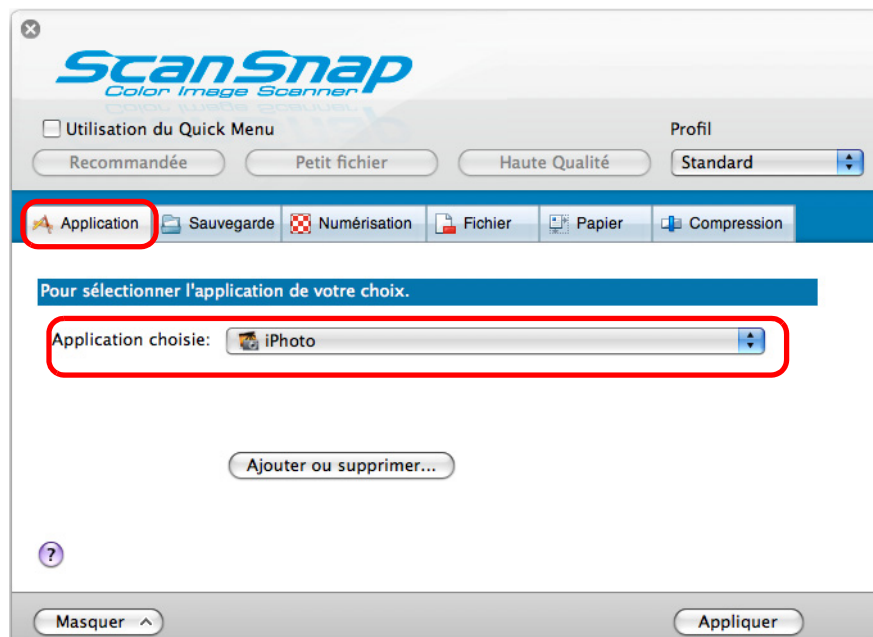 ScanSnap
Color Image Scanner
Utilisation du Quick Menu
Profil
Recommandée
Petit fichier
Haute Qualité
Standard
Application
Sauvegarde
Numérisation
Fichier
Papier
Compression
Pour sélectionner l'application de votre choix.
Application choisie:
iPhoto
Ajouter ou supprimer...
?
Masquer
Appliquer